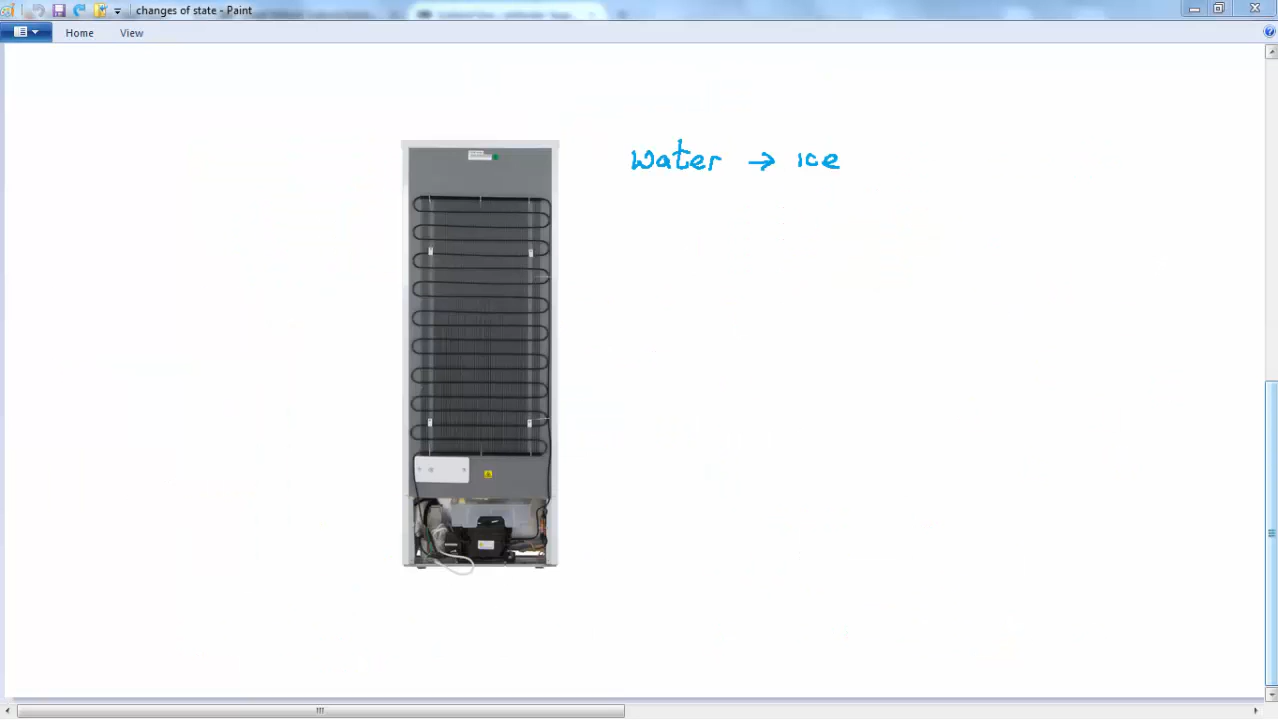 changes of state - Paint
Home View
Water → ice